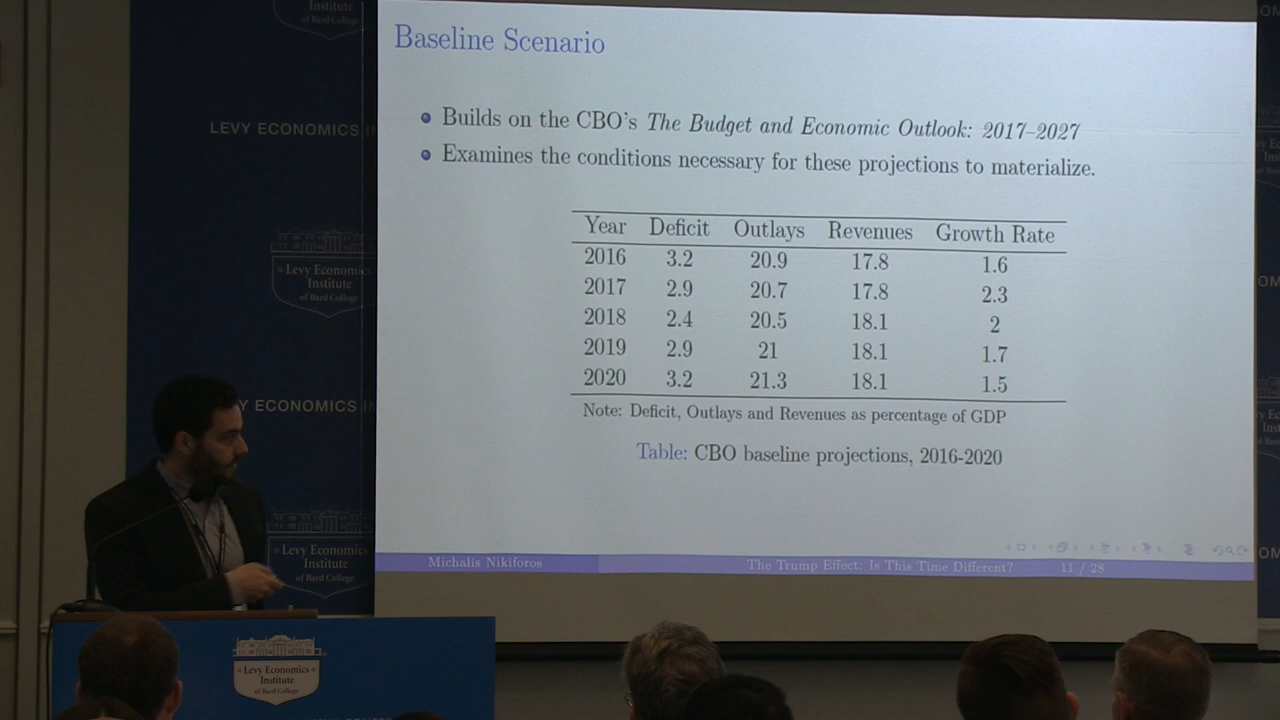 Institute
of Bard College
LEVY ECONOMICS
Levy Economics
Institute
of Bard College
Y ECONOMICS
Levy Economics
Institute
of Bard College
Baseline Scenario
Builds on the CBO's The Budget and Economic Outlook: 2017–2027
Examines the conditions necessary for these projections to materialize.
Year Deficit Outlays Revenues Growth Rate
2016 3.2 20.9 17.8 1.6
2017 2.9 20.7 17.8 2.3
2018 2.4 20.5 18.1 2
2019 2.9 21 18.1 1.7
2020 3.2 21.3 18.1 1.5
Note: Deficit, Outlays and Revenues as percentage of GDP
Table: CBO baseline projections, 2016-2020
Michalis Nikiforos The Trump Effect: Is This Time Different? 11 / 28
Levy Economics
Institute
of Bard College